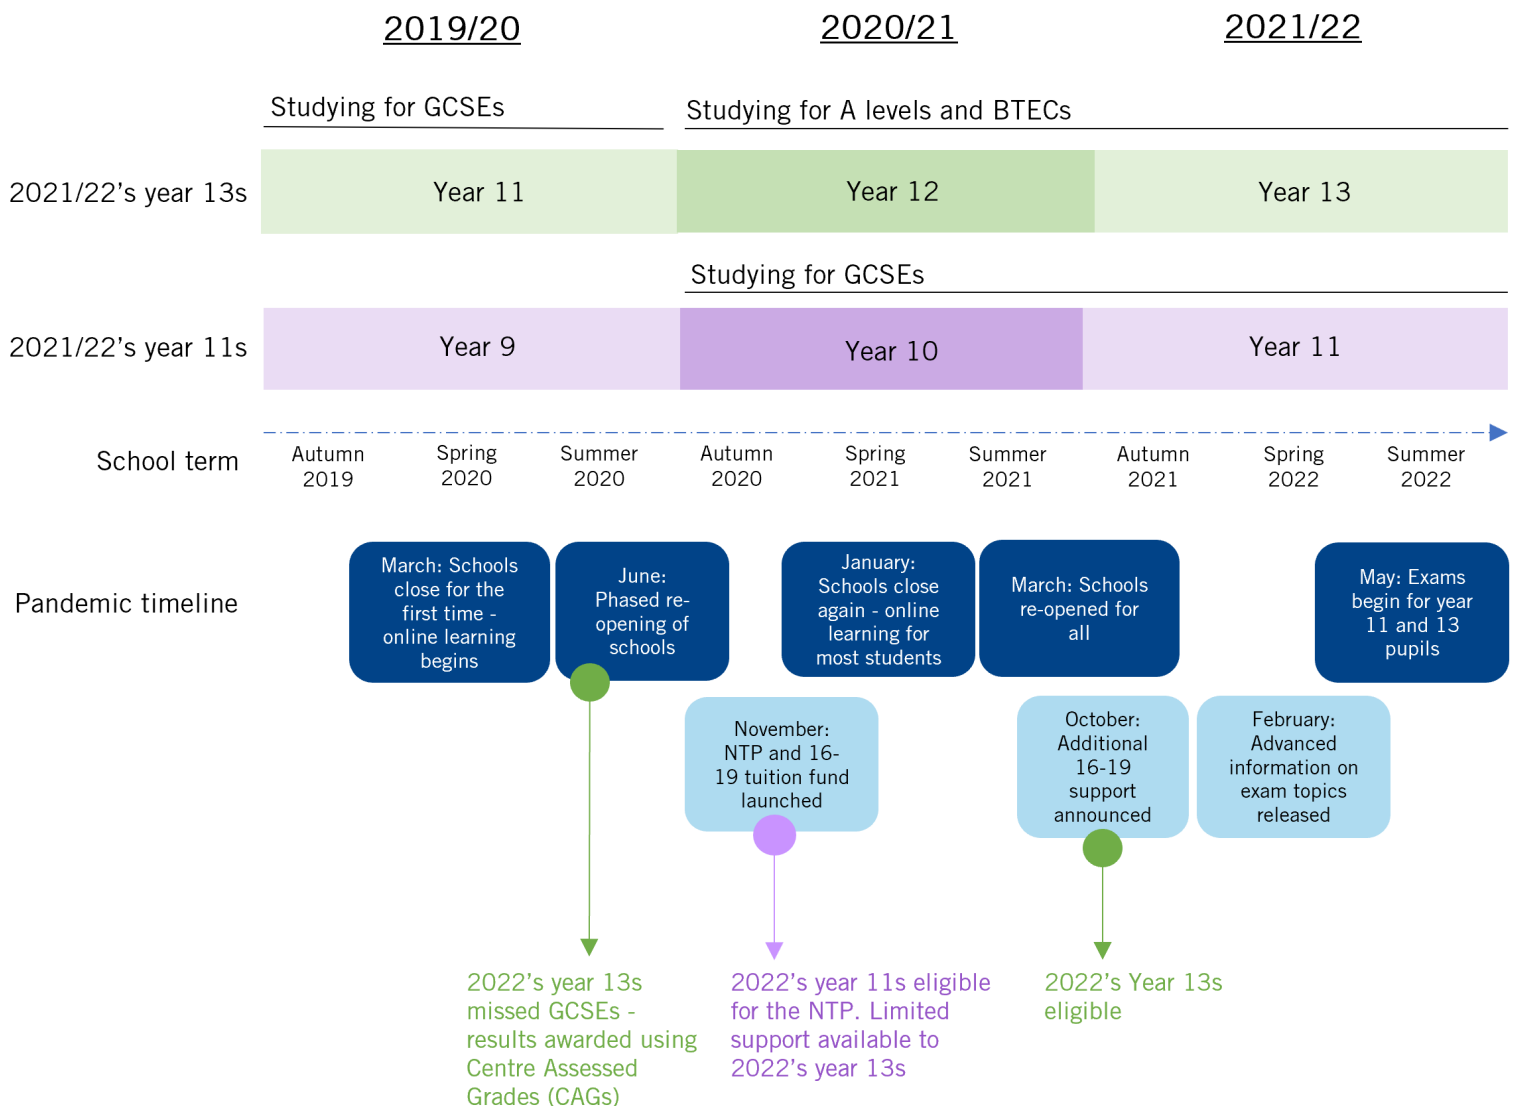 2019/20
2020/21
2021/22
Studying for GCSEs
Studying for A levels and BTECs
2021/22’s year 13s
Year 11
Year 12
Year 13
Studying for GCSEs
2021/22’s year 11s
Year 9
Year 10
Year 11
School term
Autumn
2019
Spring
2020
Summer
2020
Autumn
2020
Spring
2021
Summer
2021
Autumn
2021
Spring
2022
Summer
2022
Pandemic timeline
March: Schools
close for the
first time -
online learning
begins
June:
Phased re-
opening of
schools
January:
Schools close
again - online
learning for
most students
March: Schools
re-opened for
all
May: Exams
begin for year
11 and 13
pupils
November:
NTP and 16-
19 tuition fund
launched
October:
Additional
16-19
support
announced
February:
Advanced
information on
exam topics
released
2022’s year 13s
missed GCSEs -
results awarded using
Centre Assessed
Grades (CAGs)
2022’s year 11s eligible
for the NTP. Limited
support available to
2022’s year 13s
2022’s Year 13s
eligible